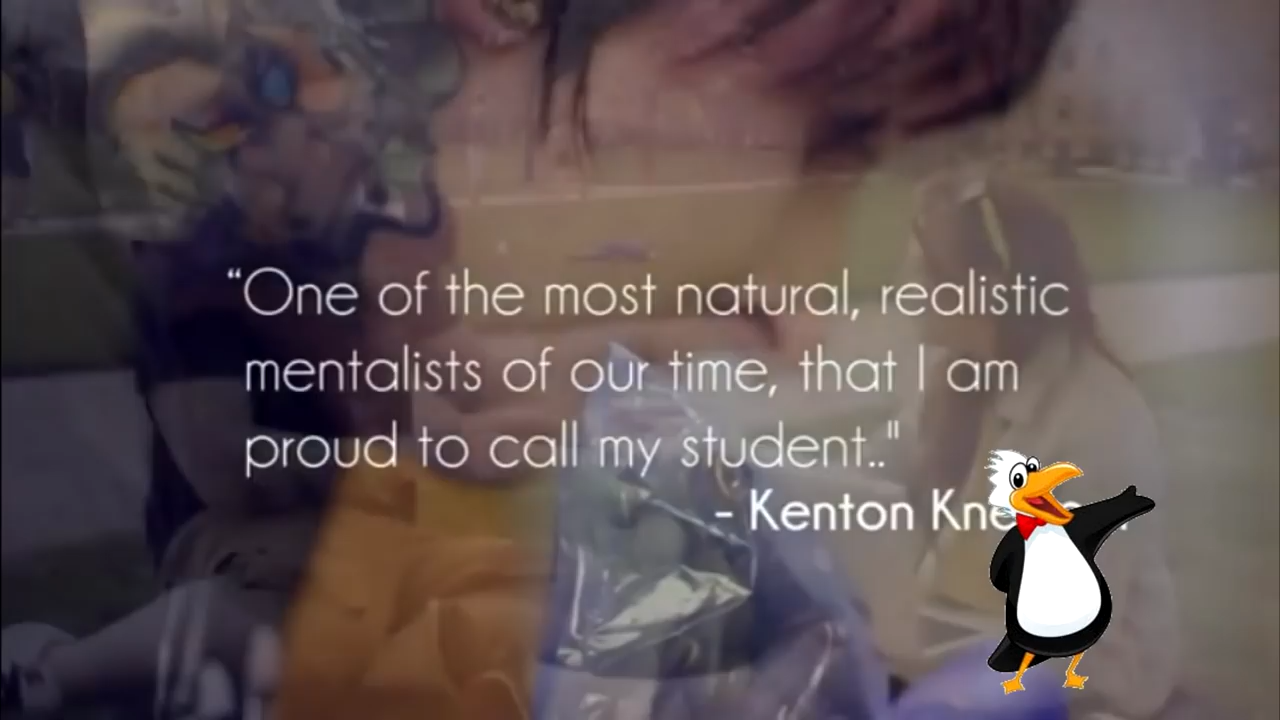 “One of the most natural, realistic
mentalists of our time, that I am
proud to call my student.."
- Kenton